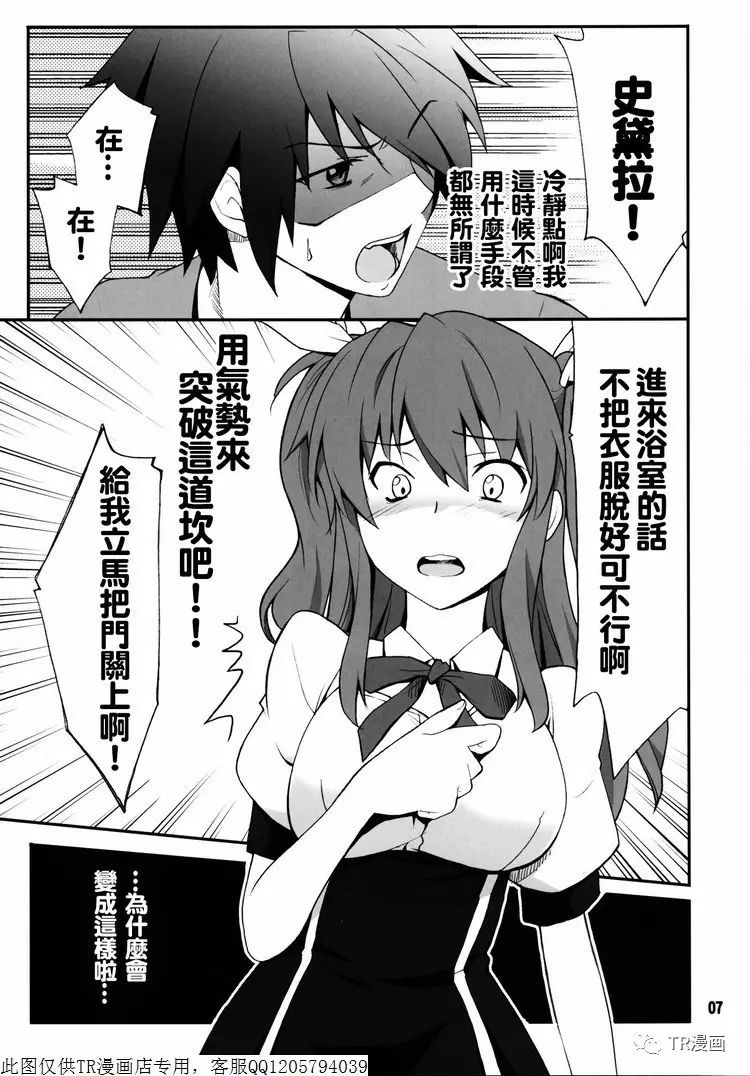 史黛拉！
冷靜點啊我
這時候不管
用什麼手段
都無所謂了
在…
在！
進來浴室的話
不把衣服脫好可不行啊
用氣勢來
突破這道坎吧！！
給我立馬把門關上啊！
…為什麼會
變成這樣啦…
07
TR漫画
此图仅供TR漫画店专用，客服QQ1205794039